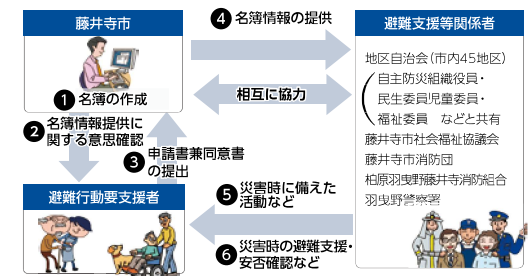 藤井寺市
❶名簿の作成
❷名簿情報提供に
関する意思確認
❸申請書兼同意書
の提出
避難行動要支援者
❹名簿情報の提供
相互に協力
❺災害時に備えた
活動など
❻災害時の避難支援・
安否確認など
避難支援等関係者
地区自治会（市内45地区）
（自主防災組織役員・
民生委員児童委員・
福祉委員　などと共有
藤井寺市社会福祉協議会
藤井寺市消防団
柏原羽曳野藤井寺消防組合
羽曳野警察署